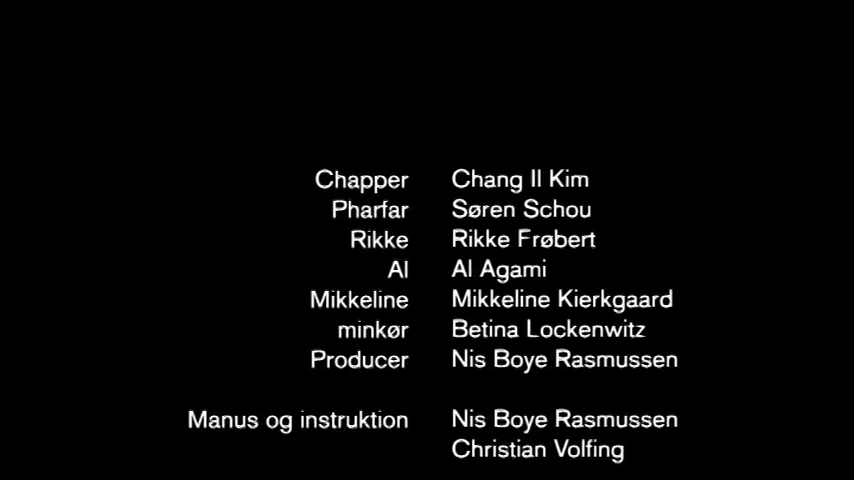 Chapper Chang Il Kim
Pharfar Søren Schou
Rikke Rikke Frøbert
Al Al Agami
Mikkeline Mikkeline Kierkgaard
minkør Betina Lockenwitz
Producer Nis Boye Rasmussen
Manus og instruktion Nis Boye Rasmussen
Christian Volfing